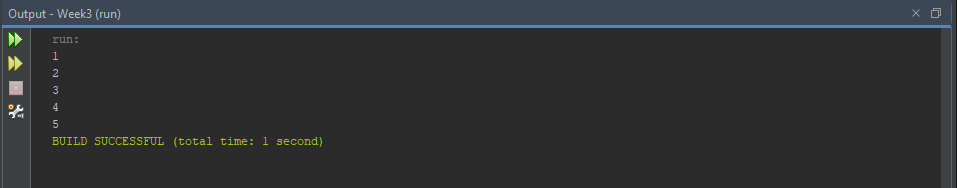 Output - Week3 (run)
run:
1
2
3
4
5
BUILD SUCCESSFUL (total time: 1 second)